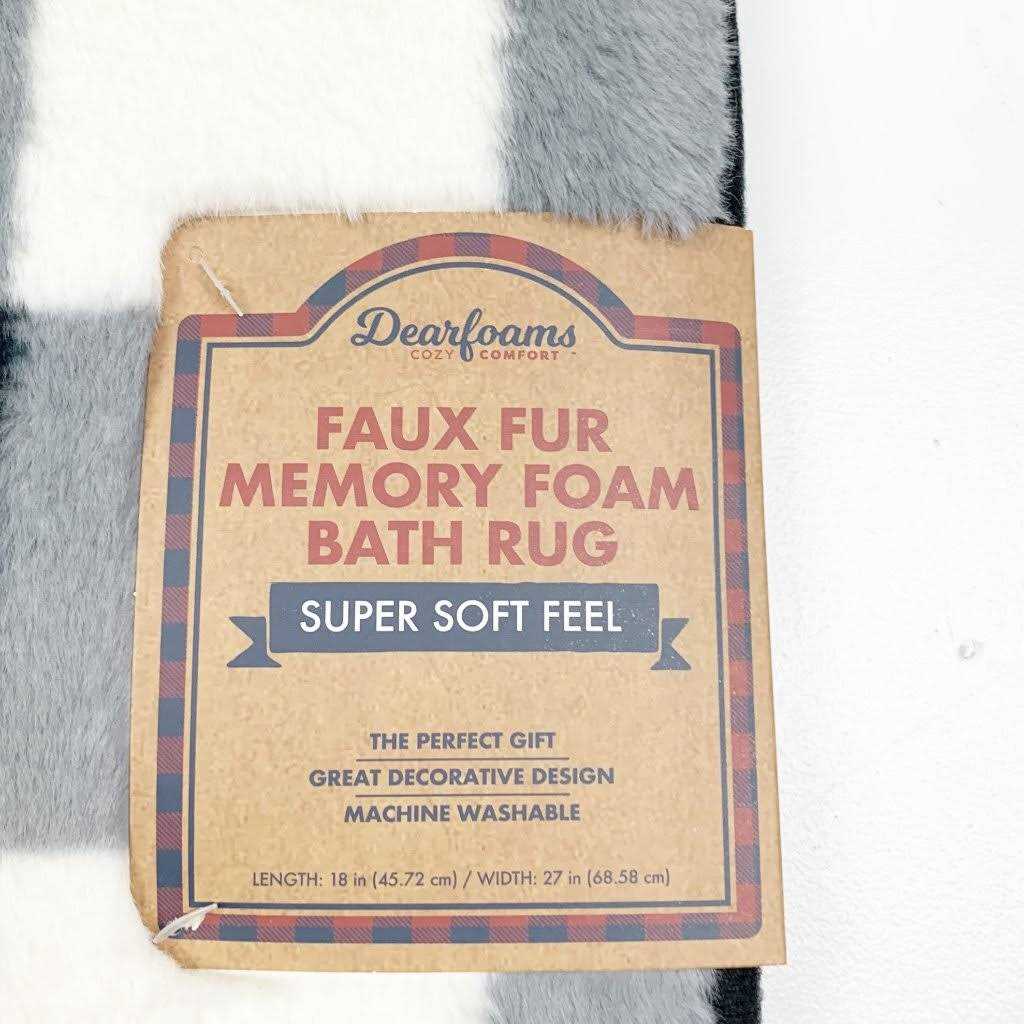 Dearfoams
COZY COMFORT ™
FAUX FUR
MEMORY FOAM
BATH RUG
SUPER SOFT FEEL
THE PERFECT GIFT
GREAT DECORATIVE DESIGN
MACHINE WASHABLE
LENGTH: 18 in (45.72 cm) / WIDTH: 27 in (68.58 cm)